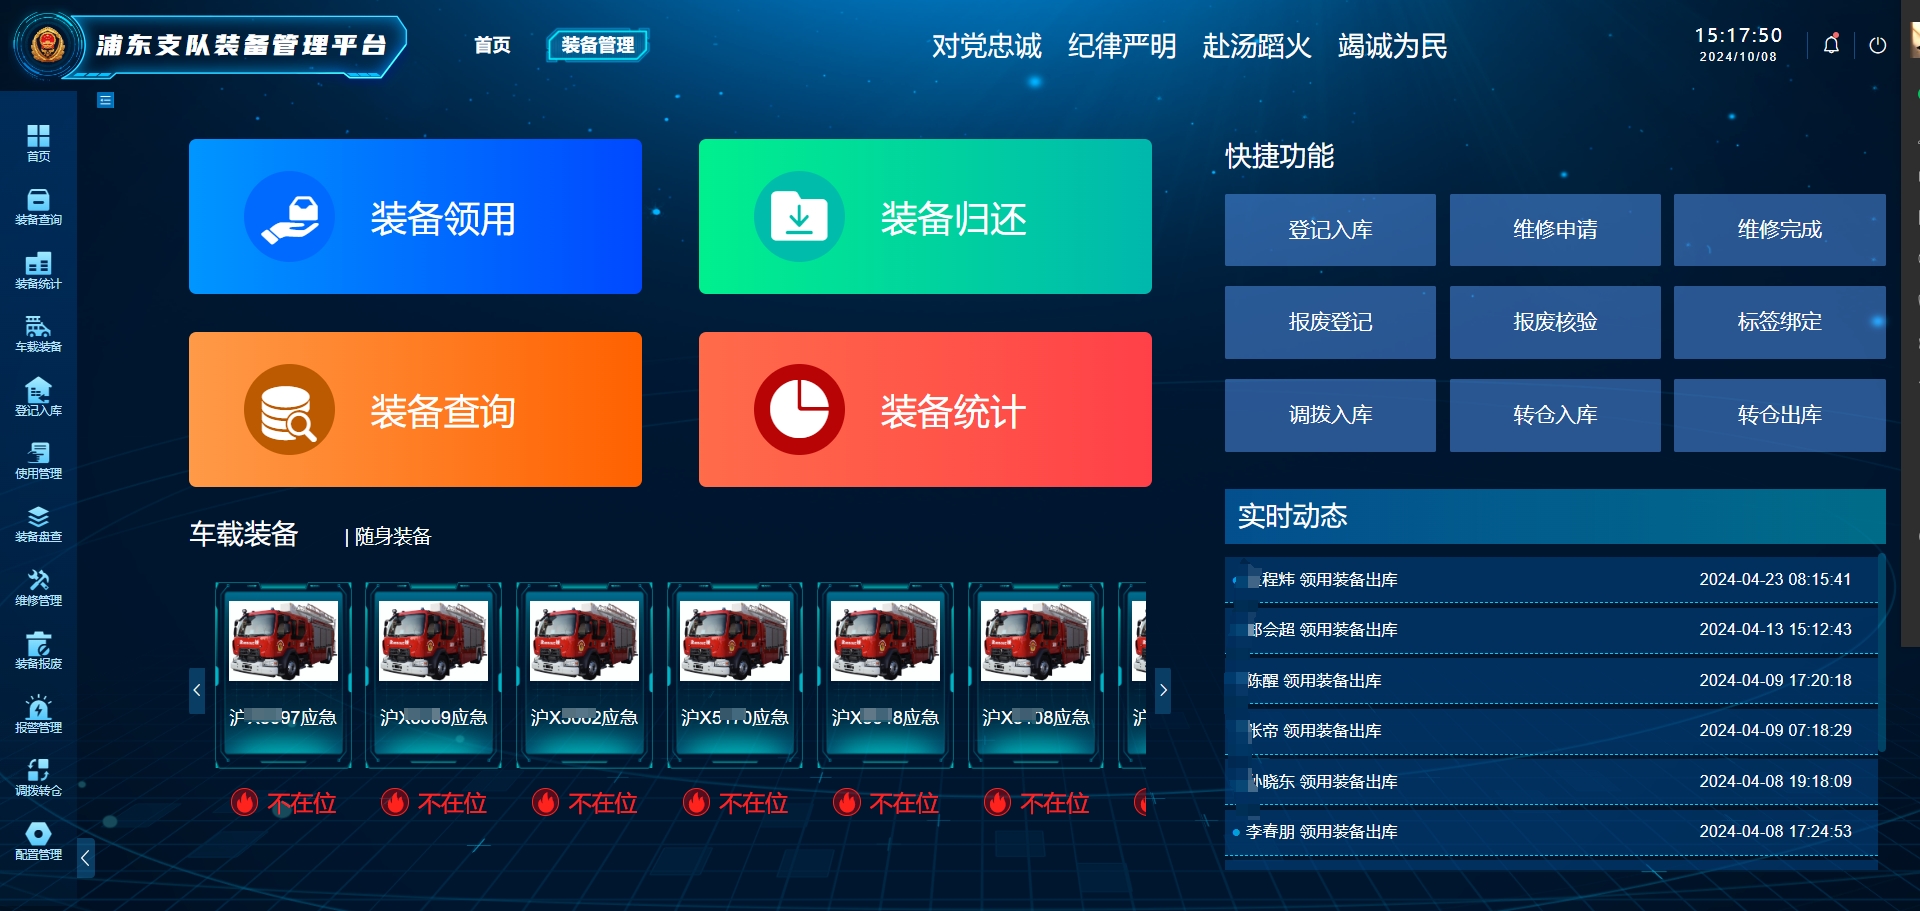 浦东支队装备管理平台
首页
装备管理
对党忠诚 纪律严明 赴汤蹈火 竭诚为民
15:17:50
2024/10/08
首页
装备查询
装备统计
车载装备
登记入库
使用管理
装备盘查
维修管理
装备报废
报警管理
调拨转仓
配置管理
装备领用
装备归还
装备查询
装备统计
车载装备
| 随身装备
沪X 97应急
沪X 09应急
沪X 02应急
沪X5 70应急
沪X 48应急
沪X 08应急
沪
不在位
不在位
不在位
不在位
不在位
不在位
快捷功能
登记入库
维修申请
维修完成
报废登记
报废核验
标签绑定
调拨入库
转仓入库
转仓出库
实时动态
程炜 领用装备出库 2024-04-23 08:15:41
会超 领用装备出库 2024-04-13 15:12:43
陈醒 领用装备出库 2024-04-09 17:20:18
张帝 领用装备出库 2024-04-09 07:18:29
孙晓东 领用装备出库 2024-04-08 19:18:09
李春朋 领用装备出库 2024-04-08 17:24:53